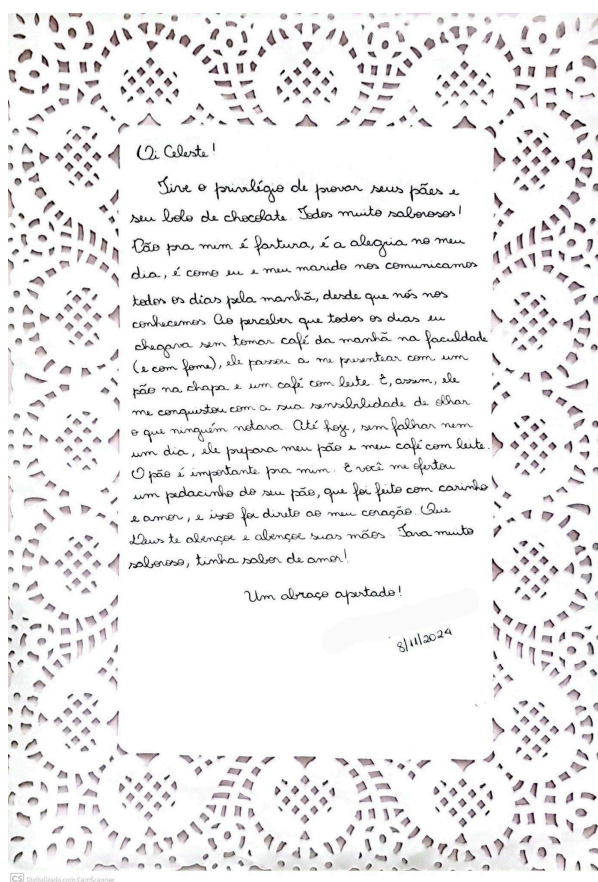 Oi Celeste!
Tive o privilégio de provar seus pães e
seu bolo de chocolate. Todos muito saborosos!
Pão pra mim é fartura, é a alegria no meu
dia, é como eu e meu marido nos comunicamos
todos os dias pela manhã, desde que nós nos
conhecemos. Ao perceber que todos os dias eu
chegava sem tomar café da manhã na faculdade
(e com fome), ele passou a me presentear com um
pão na chapa e um café com leite. E, assim, ele
me conquistou com a sua sensibilidade de olhar
o que ninguém notava. Até hoje, sem falhar nem
um dia, ele prepara meu pão e meu café com leite.
O pão é importante pra mim. E você me ofertou
um pedacinho do seu pão, que foi feito com carinho
e amor, e isso foi direto ao meu coração. Que
Deus te abençoe e abençoe suas mãos. Tava muito
saboroso, tinha sabor de amor!
Um abraço apertado!
8/11/2024
CS Digitalizado com CamScanner